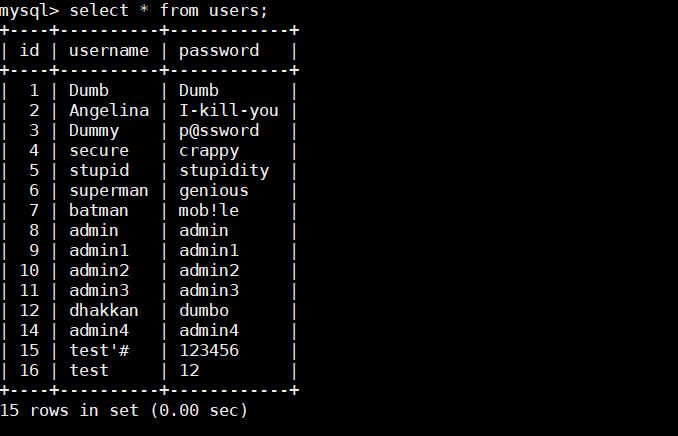 mysql> select * from users;
+----+----------+------------+
| id | username | password   |
+----+----------+------------+
|  1 | Dumb     | Dumb       |
|  2 | Angelina | I-kill-you |
|  3 | Dummy    | p@ssword   |
|  4 | secure   | crappy     |
|  5 | stupid   | stupidity  |
|  6 | superman | genious    |
|  7 | batman   | mob!le     |
|  8 | admin    | admin      |
|  9 | admin1   | admin1     |
| 10 | admin2   | admin2     |
| 11 | admin3   | admin3     |
| 12 | dhakkan  | dumbo      |
| 14 | admin4   | admin4     |
| 15 | test'#   | 123456     |
| 16 | test     | 12         |
+----+----------+------------+
15 rows in set (0.00 sec)